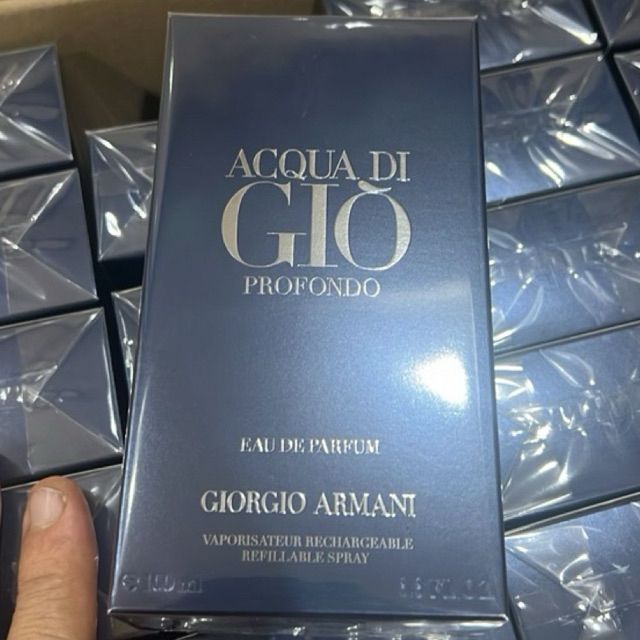 ACQUA DI
GIÒ
PROFONDO
EAU DE PARFUM
GIORGIO ARMANI
VAPORISATEUR RECHARGEABLE
REFILLABLE SPRAY